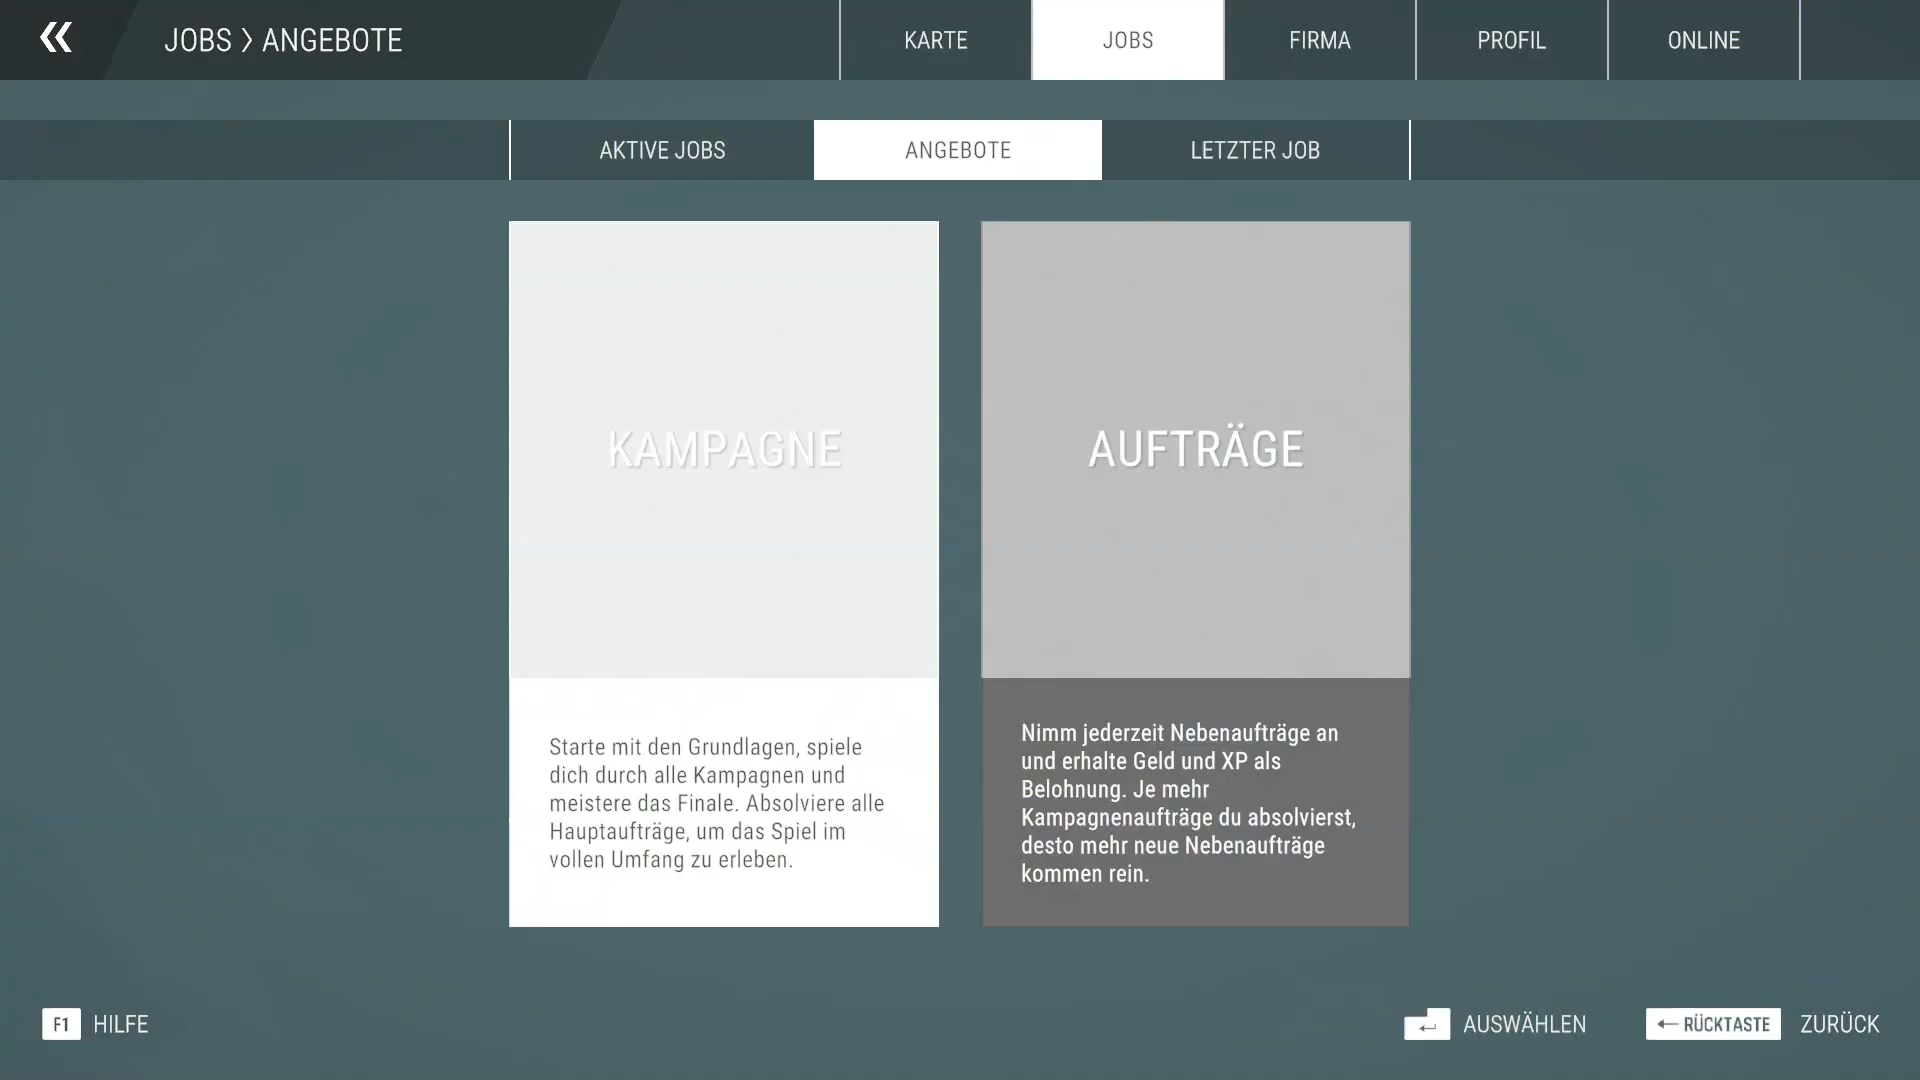 JOBS > ANGEBOTE
KARTE
JOBS
FIRMA
PROFIL
ONLINE
AKTIVE JOBS
ANGEBOTE
LETZTER JOB
KAMPAGNE
Starte mit den Grundlagen, spiele
dich durch alle Kampagnen und
meistere das Finale. Absolviere alle
Hauptaufträge, um das Spiel im
vollen Umfang zu erleben.
AUFTRÄGE
Nimm jederzeit Nebenaufträge an
und erhalte Geld und XP als
Belohnung. Je mehr
Kampagnenaufträge du absolvierst,
desto mehr neue Nebenaufträge
kommen rein.
F1 HILFE
AUSWÄHLEN
RÜCKTASTE ZURÜCK